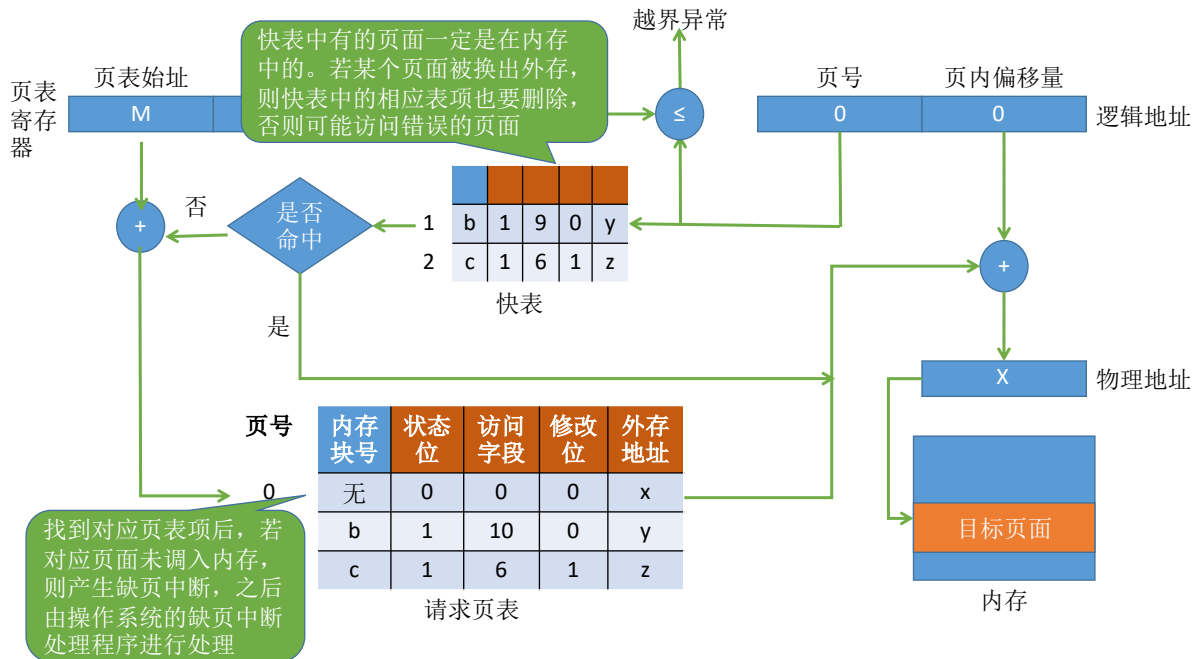 越界异常
快表中有的页面一定是在内存
中的。若某个页面被换出外存，
则快表中的相应表项也要删除，
否则可能访问错误的页面
页表始址
页表
寄存
器
M
≤
页号
页内偏移量
0
0
逻辑地址
+
否
是否
命中
1
b 1 9 0 y
2
c 1 6 1 z
快表
+
是
X
物理地址
页号
内存
块号
状态
位
访问
字段
修改
位
外存
地址
0
无 0 0 0 x
b 1 10 0 y
c 1 6 1 z
请求页表
找到对应页表项后，若
对应页面未调入内存，
则产生缺页中断，之后
由操作系统的缺页中断
处理程序进行处理
目标页面
内存